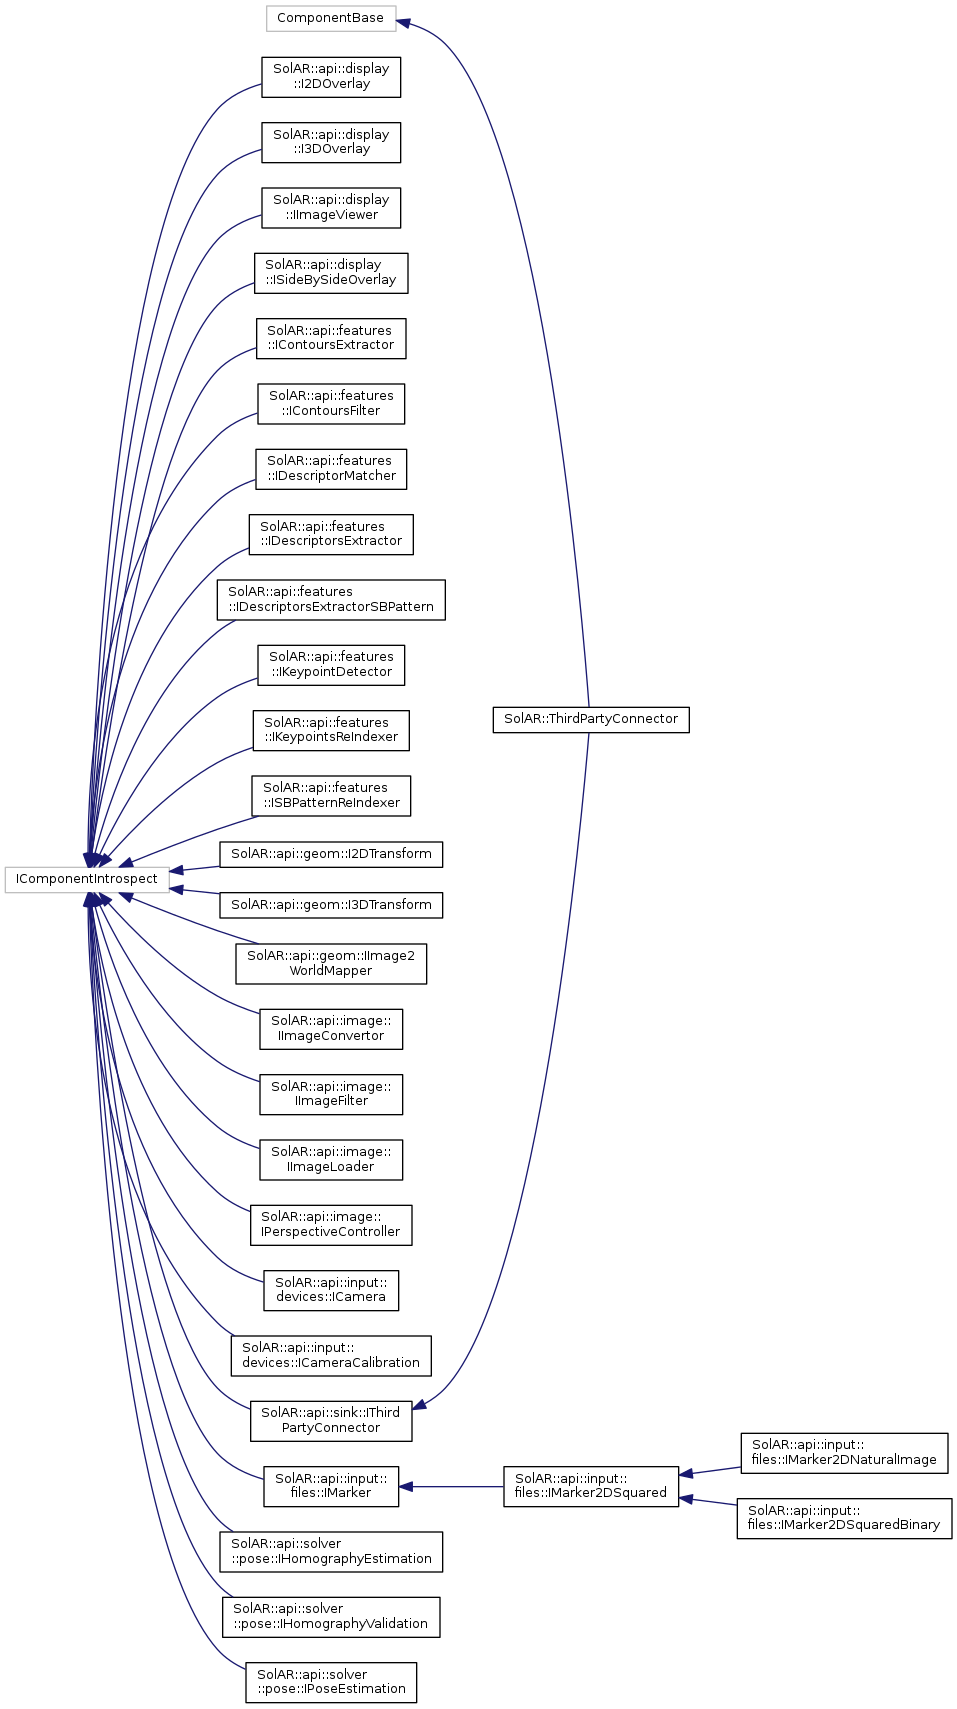 ComponentBase
SolAR::api::display
::I2DOverlay
SolAR::api::display
::I3DOverlay
SolAR::api::display
::IImageViewer
SolAR::api::display
::ISideBySideOverlay
SolAR::api::features
::IContoursExtractor
SolAR::api::features
::IContoursFilter
SolAR::api::features
::IDescriptorMatcher
SolAR::api::features
::IDescriptorsExtractor
SolAR::api::features
::IDescriptorsExtractorSBPattern
SolAR::api::features
::IKeypointDetector
SolAR::api::features
::IKeypointsReIndexer
SolAR::ThirdPartyConnector
SolAR::api::features
::ISBPatternReIndexer
SolAR::api::geom::I2DTransform
IComponentIntrospect
SolAR::api::geom::I3DTransform
SolAR::api::geom::IImage2
WorldMapper
SolAR::api::image::
IImageConvertor
SolAR::api::image::
IImageFilter
SolAR::api::image::
IImageLoader
SolAR::api::image::
IPerspectiveController
SolAR::api::input::
devices::ICamera
SolAR::api::input::
devices::ICameraCalibration
SolAR::api::sink::IThird
PartyConnector
SolAR::api::input::
files::IMarker
SolAR::api::input::
files::IMarker2DSquared
SolAR::api::input::
files::IMarker2DNaturalImage
SolAR::api::input::
files::IMarker2DSquaredBinary
SolAR::api::solver
::pose::IHomographyEstimation
SolAR::api::solver
::pose::IHomographyValidation
SolAR::api::solver
::pose::IPoseEstimation